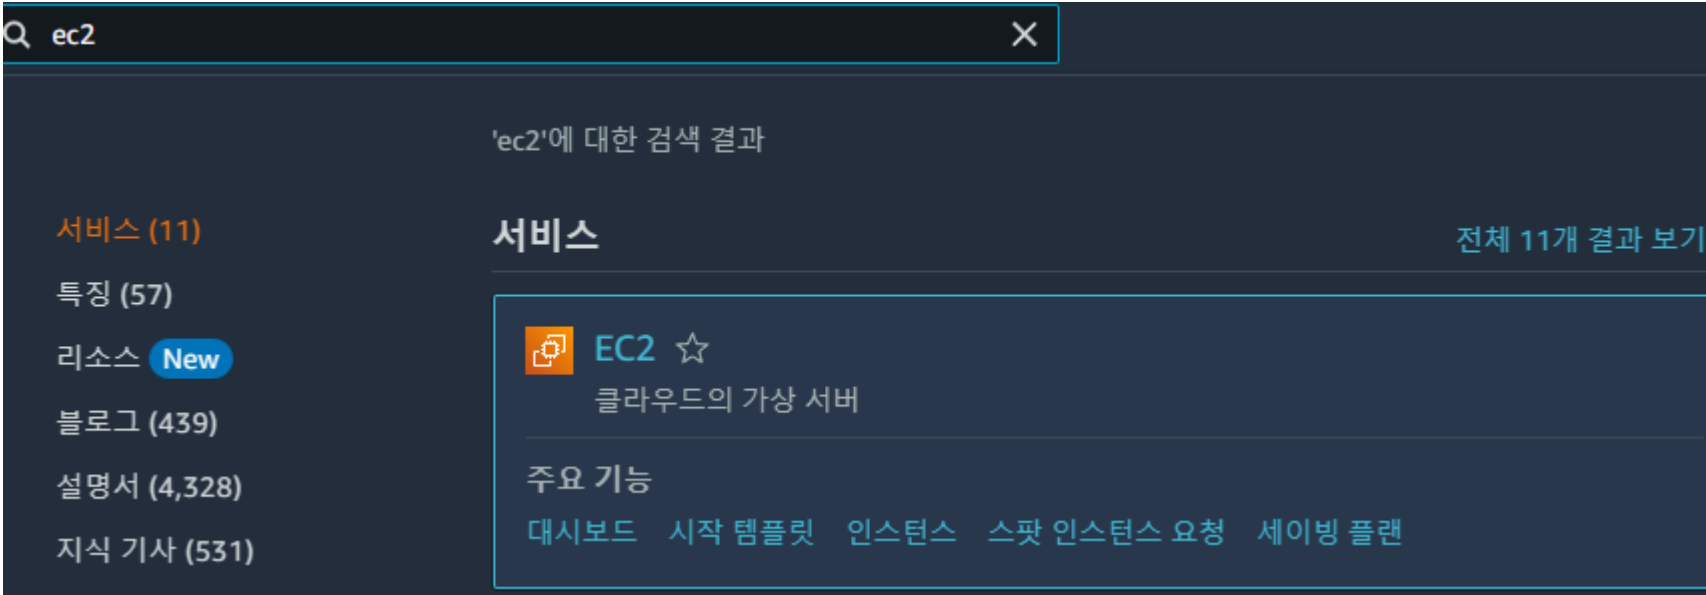 ec2
'ec2'에 대한 검색 결과
서비스 (11)
특징 (57)
리소스 New
블로그 (439)
설명서 (4,328)
지식 기사 (531)
서비스
전체 11개 결과 보기
EC2
클라우드의 가상 서버
주요 기능
대시보드 시작 템플릿 인스턴스 스팟 인스턴스 요청 세이빙 플랜